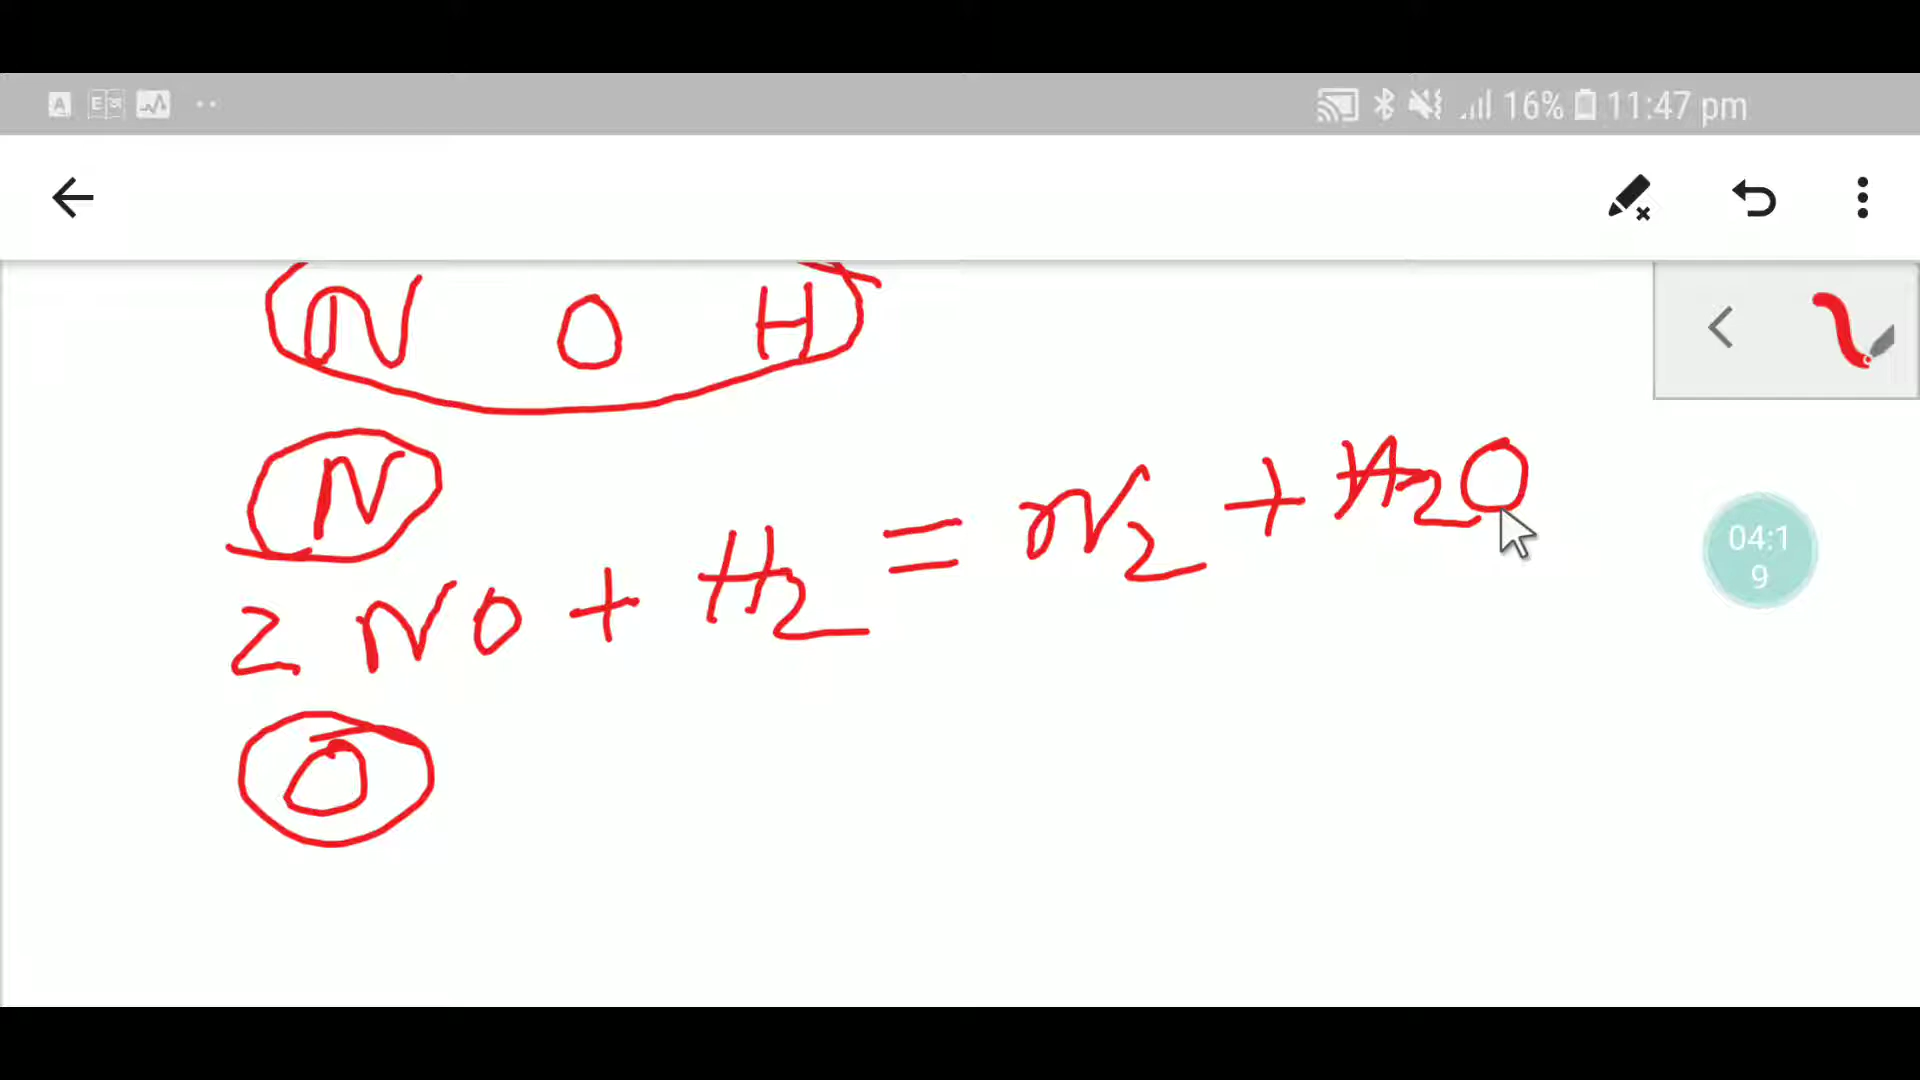 A E 16% 11:47 pm
N O H
N
2 NO + H2 = N2 + H2O
04:1
9
O